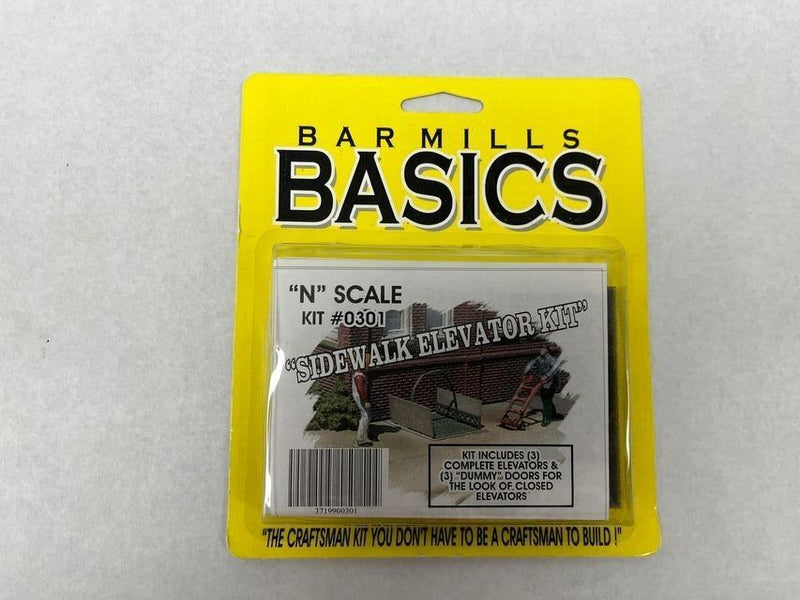 BAR MILLS
BASICS
"N" SCALE
KIT #0301
"SIDEWALK ELEVATOR KIT"
KIT INCLUDES (3)
COMPLETE ELEVATORS &
(3) "DUMMY" DOORS FOR
THE LOOK OF CLOSED
ELEVATORS
3719900301
"THE CRAFTSMAN KIT YOU DON'T HAVE TO BE A CRAFTSMAN TO BUILD !"